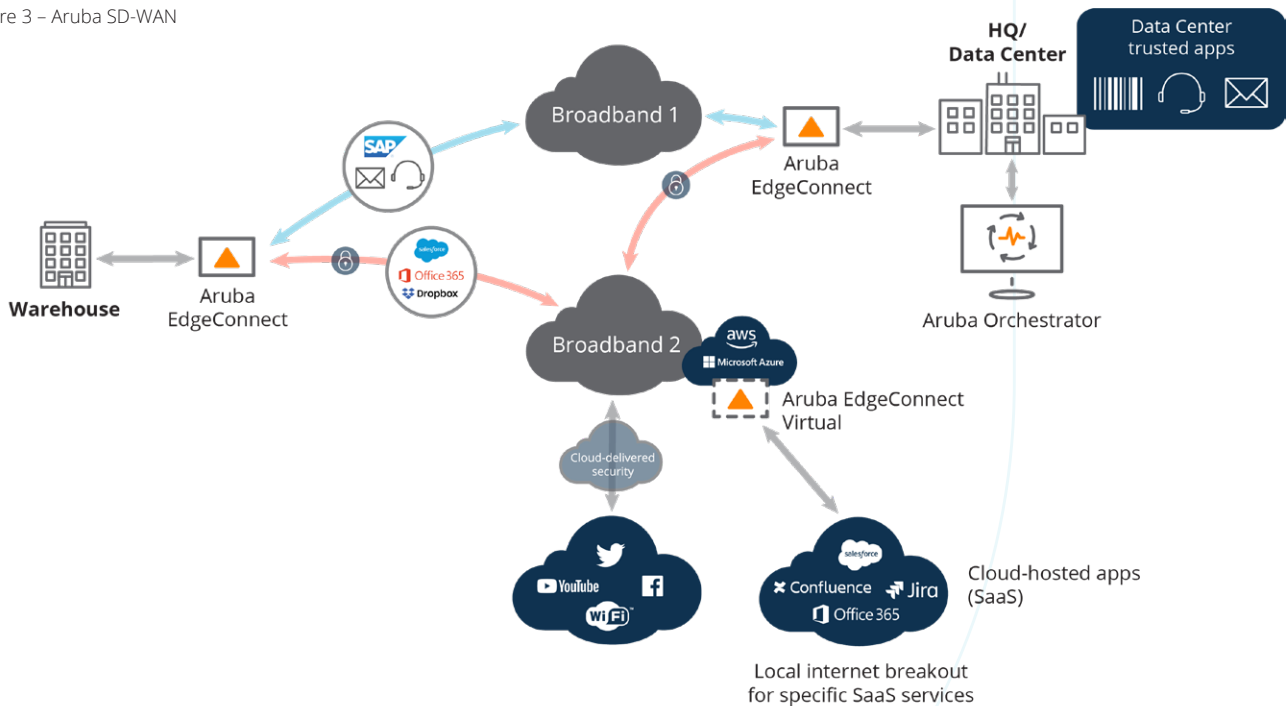 re 3 – Aruba SD-WAN
HQ/
Data Center
Data Center
trusted apps
Broadband 1
SAP
Aruba
EdgeConnect
Warehouse
Aruba
EdgeConnect
salesforce
Office 365
Dropbox
Aruba Orchestrator
Broadband 2
aws
Microsoft Azure
Aruba EdgeConnect
Virtual
Cloud-delivered
security
YouTube
WiFi™
salesforce
Confluence
Jira
Office 365
Cloud-hosted apps
(SaaS)
Local internet breakout
for specific SaaS services